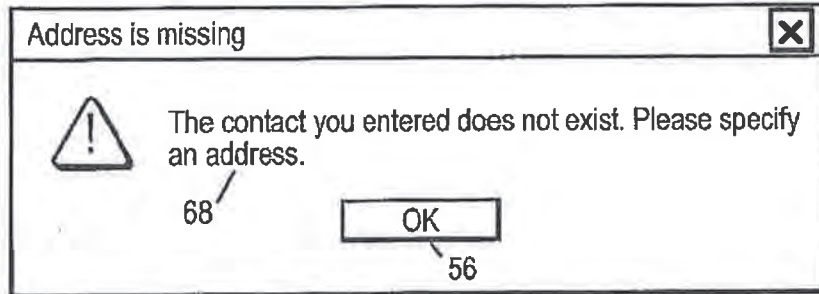 Address is missing
The contact you entered does not exist. Please specify
an address.
68
OK
56